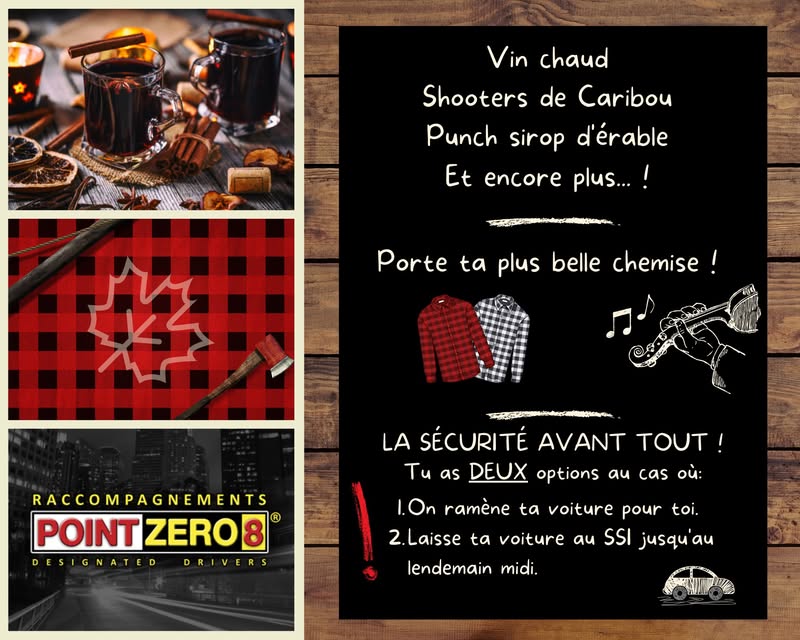 Vin chaud
Shooters de Caribou
Punch sirop d'érable
Et encore plus... !
Porte ta plus belle chemise !
LA SÉCURITÉ AVANT TOUT !
Tu as DEUX options au cas où:
1.On ramène ta voiture pour toi.
2.Laisse ta voiture au SSI jusqu'au
lendemain midi.
RACCOMPAGNEMENTS
POINT ZERO 8®
DESIGNATED DRIVERS